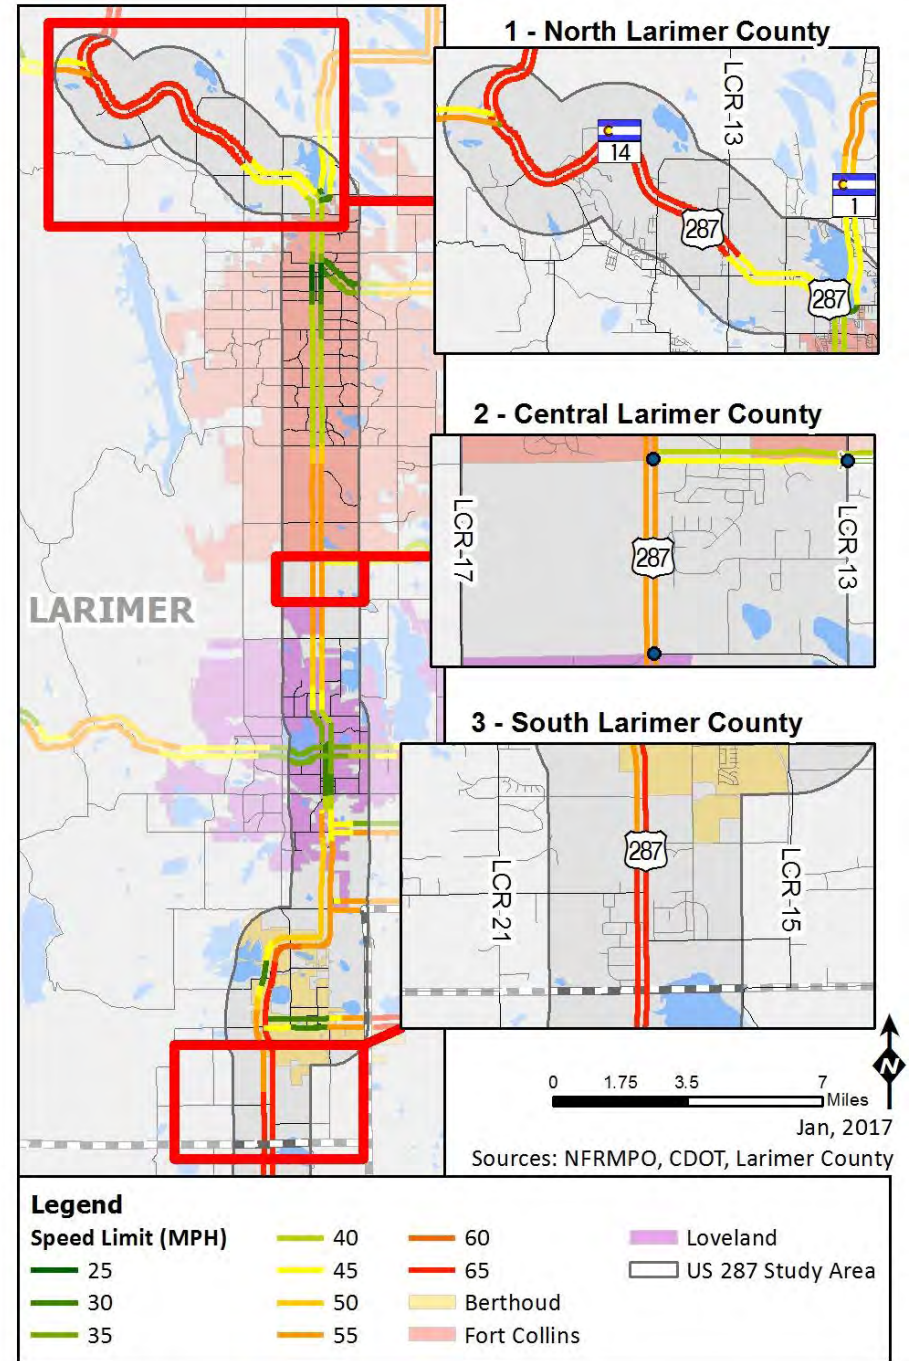 1 - North Larimer County
LCR-13
14
1
287
287
2 - Central Larimer County
LCR-17
287
LCR-13
LARIMER
3 - South Larimer County
287
LCR-21
LCR-15
N
0 1.75 3.5 7
Miles
Jan, 2017
Sources: NFRMPO, CDOT, Larimer County
Legend
Speed Limit (MPH)
25
30
35
40
45
50
55
60
65
Berthoud
Fort Collins
Loveland
US 287 Study Area